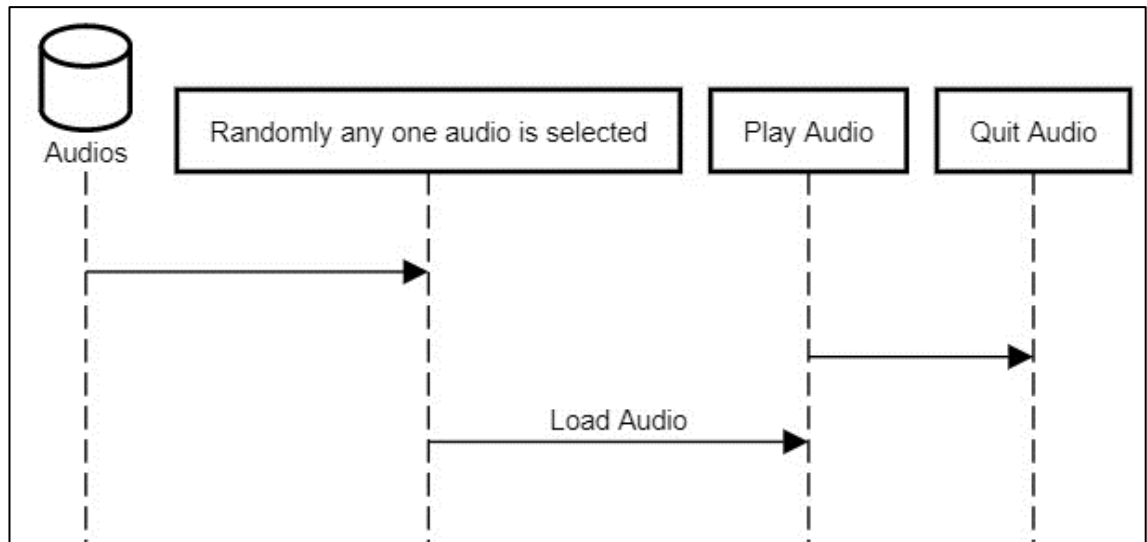 Audios
Randomly any one audio is selected
Play Audio
Quit Audio
Load Audio